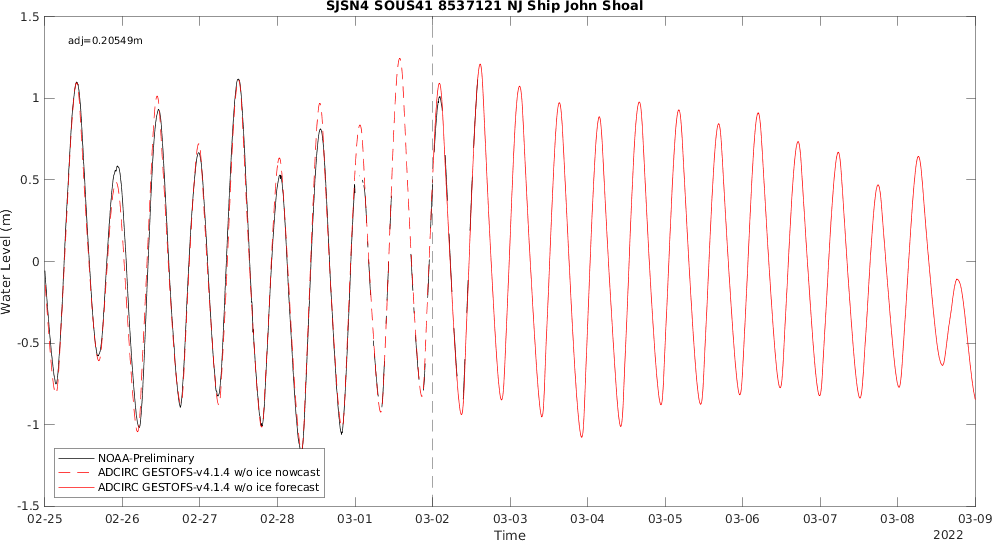 SJSN4 SOUS41 8537121 NJ Ship John Shoal
adj=0.20549m
1.5
1
0.5
0
-0.5
-1
-1.5
Water Level (m)
NOAA-Preliminary
ADCIRC GESTOFS-v4.1.4 w/o ice nowcast
ADCIRC GESTOFS-v4.1.4 w/o ice forecast
02-25 02-26 02-27 02-28 03-01 03-02 03-03 03-04 03-05 03-06 03-07 03-08 03-09
Time
2022